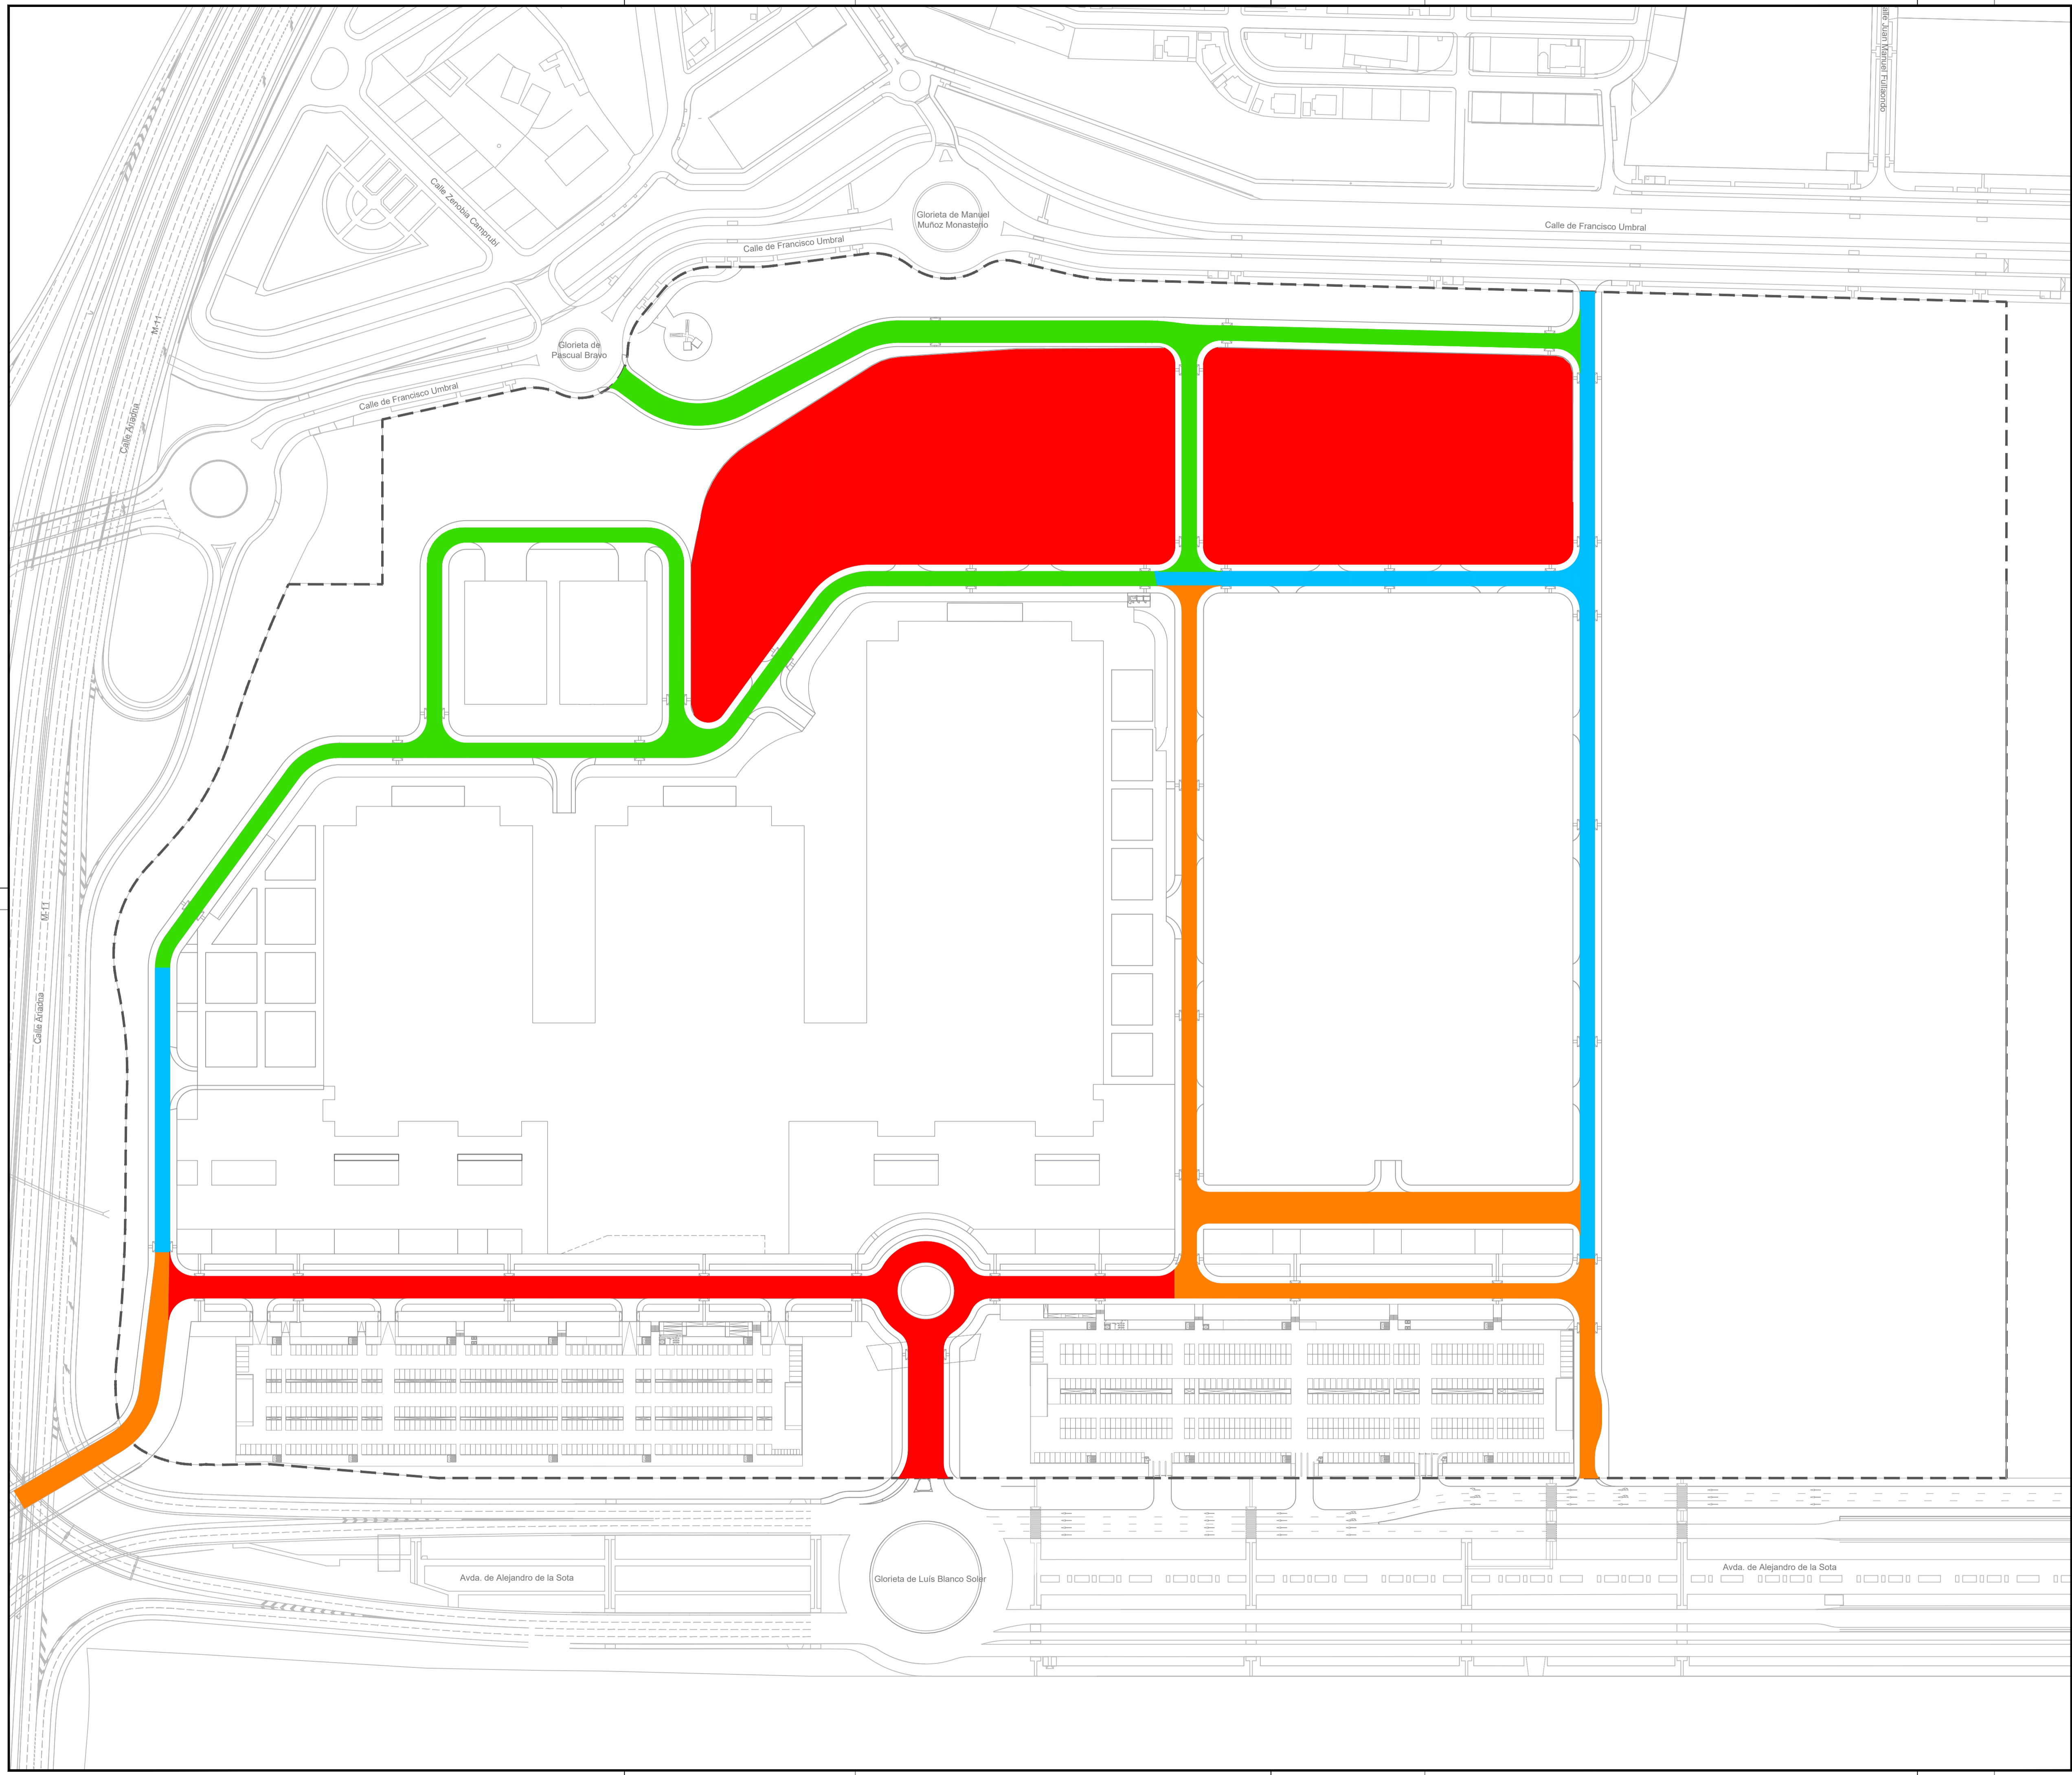 Calle Juan Manuel Fullaondo
Calle Zenobia Camprubí
Glorieta de Manuel
Muñoz Monasterio
Calle de Francisco Umbral
Calle de Francisco Umbral
M-11
Glorieta de
Pascual Bravo
Calle de Francisco Umbral
Calle Ariadna
M-11
Calle Ariadna
Avda. de Alejandro de la Sota
Glorieta de Luís Blanco Soler
Avda. de Alejandro de la Sota